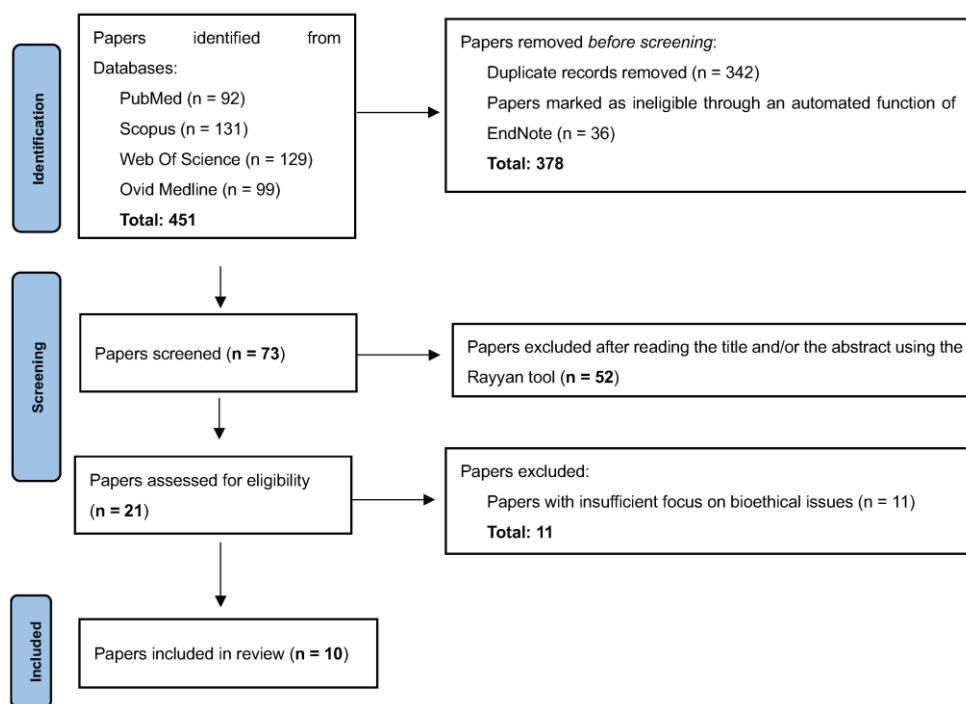 Identification
Papers identified from
Databases:
PubMed (n = 92)
Scopus (n = 131)
Web Of Science (n = 129)
Ovid Medline (n = 99)
Total: 451
Papers removed before screening:
Duplicate records removed (n = 342)
Papers marked as ineligible through an automated function of
EndNote (n = 36)
Total: 378
Screening
Papers screened (n = 73)
Papers excluded after reading the title and/or the abstract using the
Rayyan tool (n = 52)
Papers assessed for eligibility
(n = 21)
Papers excluded:
Papers with insufficient focus on bioethical issues (n = 11)
Total: 11
Included
Papers included in review (n = 10)